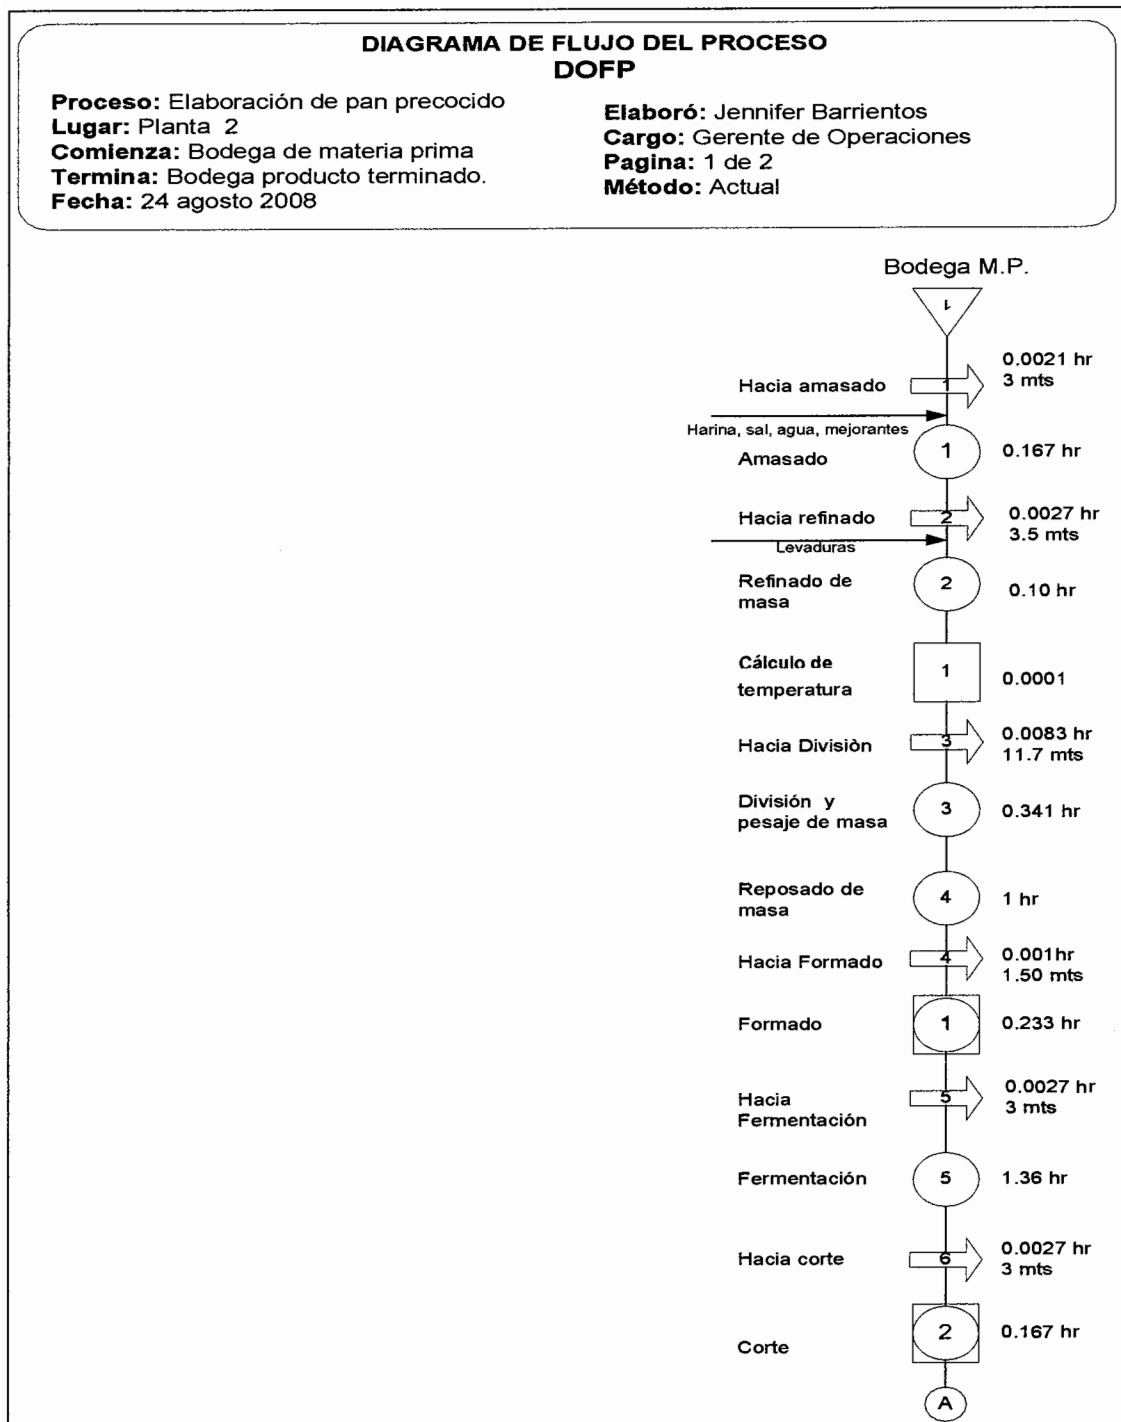 DIAGRAMA DE FLUJO DEL PROCESO
DOFP
Proceso: Elaboración de pan precocido
Lugar: Planta 2
Comienza: Bodega de materia prima
Termina: Bodega producto terminado.
Fecha: 24 agosto 2008
Elaboró: Jennifer Barrientos
Cargo: Gerente de Operaciones
Pagina: 1 de 2
Método: Actual
Bodega M.P.
1
Hacia amasado
1
0.0021 hr
3 mts
Harina, sal, agua, mejorantes
Amasado
1
0.167 hr
Hacia refinado
2
0.0027 hr
3.5 mts
Levaduras
Refinado de
masa
2
0.10 hr
Cálculo de
temperatura
1
0.0001
Hacia Divisiòn
3
0.0083 hr
11.7 mts
División y
pesaje de masa
3
0.341 hr
Reposado de
masa
4
1 hr
Hacia Formado
4
0.001hr
1.50 mts
Formado
1
0.233 hr
Hacia
Fermentación
5
0.0027 hr
3 mts
Fermentación
5
1.36 hr
Hacia corte
6
0.0027 hr
3 mts
Corte
2
0.167 hr
A